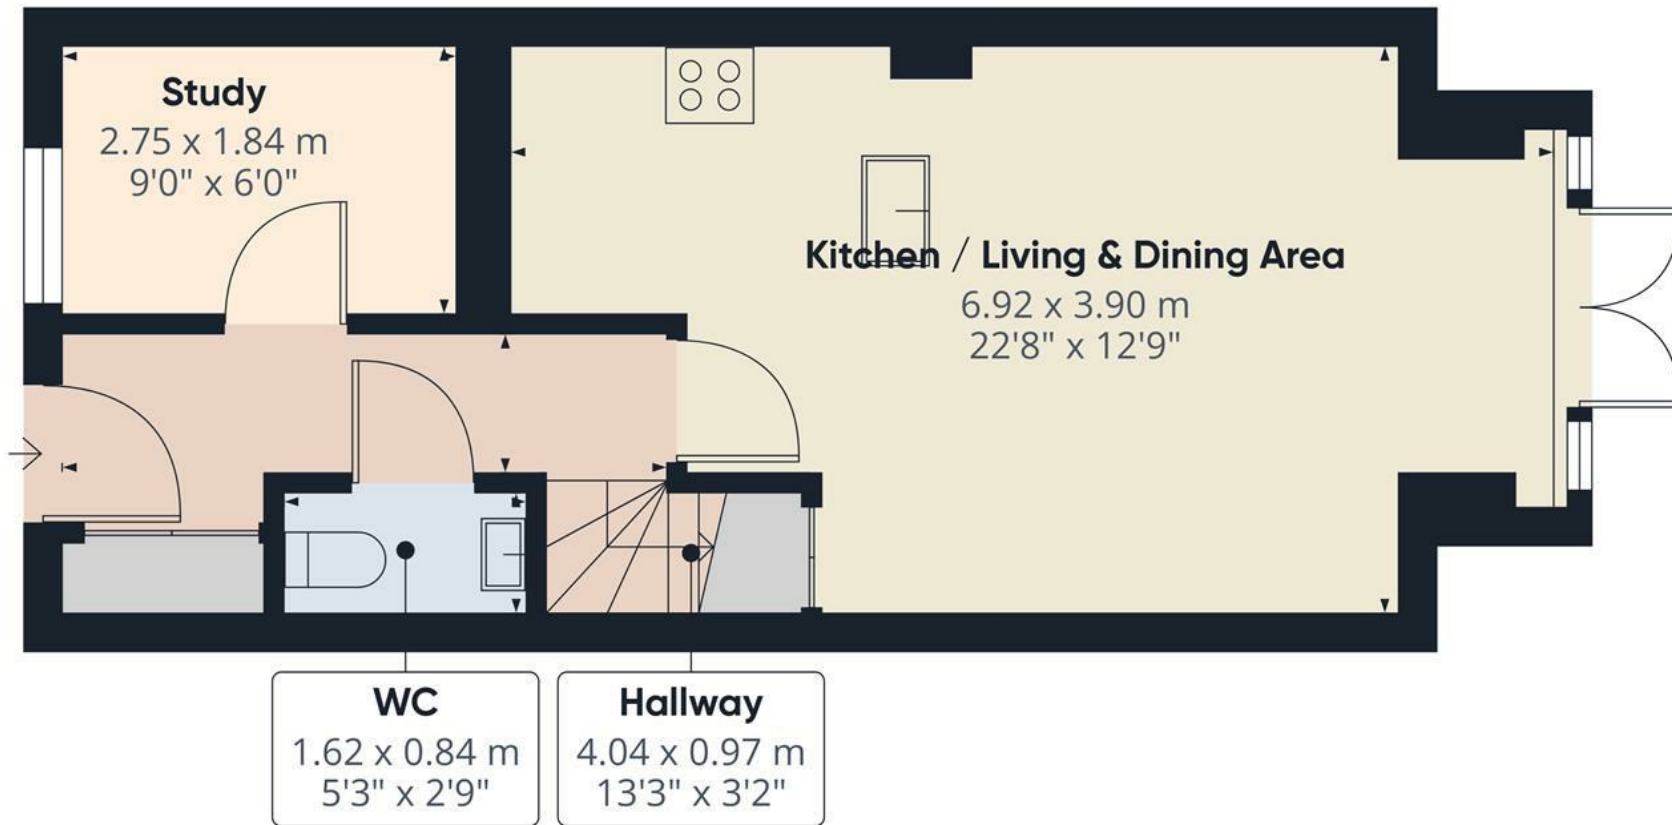 Study
2.75 x 1.84 m
9'0" x 6'0"
Kitchen / Living & Dining Area
6.92 x 3.90 m
22'8" x 12'9"
WC
1.62 x 0.84 m
5'3" x 2'9"
Hallway
4.04 x 0.97 m
13'3" x 3'2"